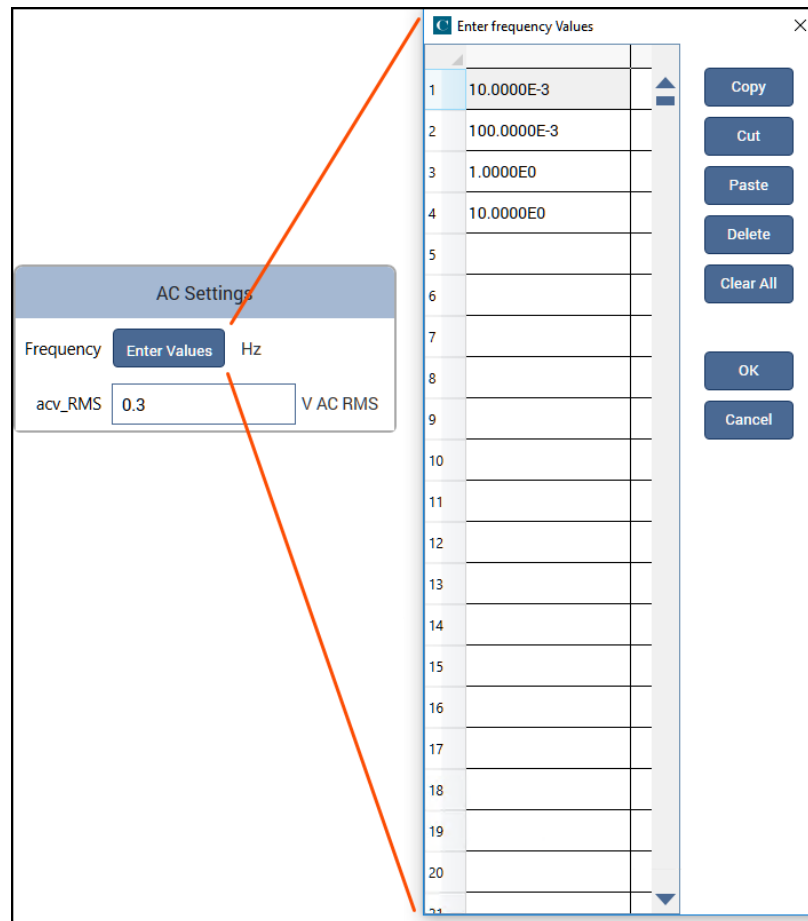 AC Settings
Frequency Enter Values Hz
acv_RMS 0.3 V AC RMS
C Enter frequency Values
1 10.0000E-3
2 100.0000E-3
3 1.0000E0
4 10.0000E0
5
6
7
8
9
10
11
12
13
14
15
16
17
18
19
20
21
Copy
Cut
Paste
Delete
Clear All
OK
Cancel